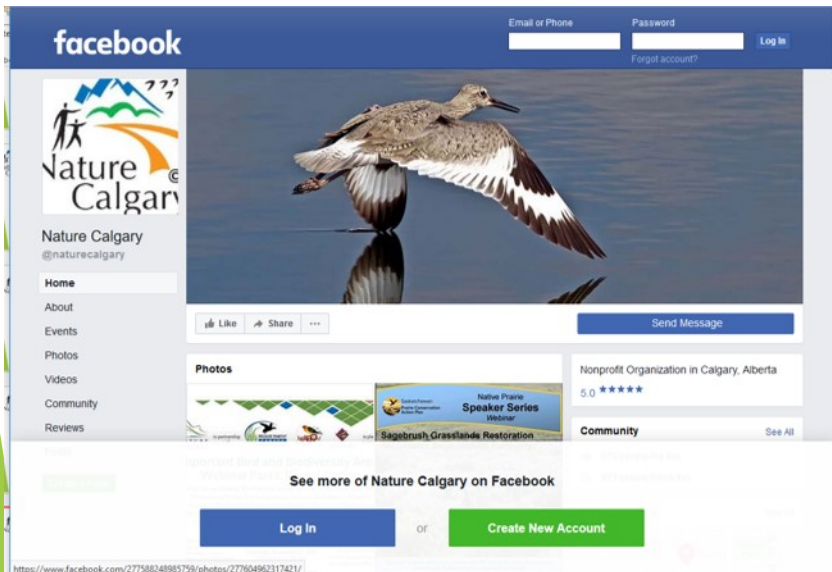 facebook
Email or Phone
Password
Log In
Forgot account?
Nature
Calgary
©
Nature Calgary
@naturecalgary
Home
About
Events
Photos
Videos
Community
Reviews
Like
Share
Send Message
Photos
Native Prairie
Speaker Series
Webinar
Sagebrush Grasslands Restoration
Nonprofit Organization in Calgary, Alberta
5.0 ★★★★★
Community
See All
See more of Nature Calgary on Facebook
Log In
or
Create New Account
https://www.facebook.com/277588248985759/photos/277604962317421/